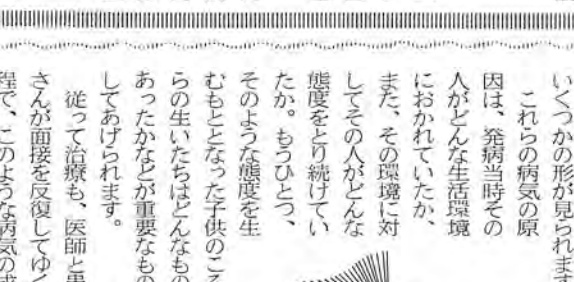 いくつかの形が見られます
これらの病気の原
因は、発病当時その
人がどんな生活環境
におかれていたか、
また、その環境に対
してその人がどんな
態度をとり続けてい
たか。もうひとつ、
そのような態度を生
むもととなった子供のころ
らの生いたちはどんなもの
あったかなどが重要なもの
してあげられます。
従って治療も、医師と患
さんが面接を反復してゆく
程で、このような病気の成